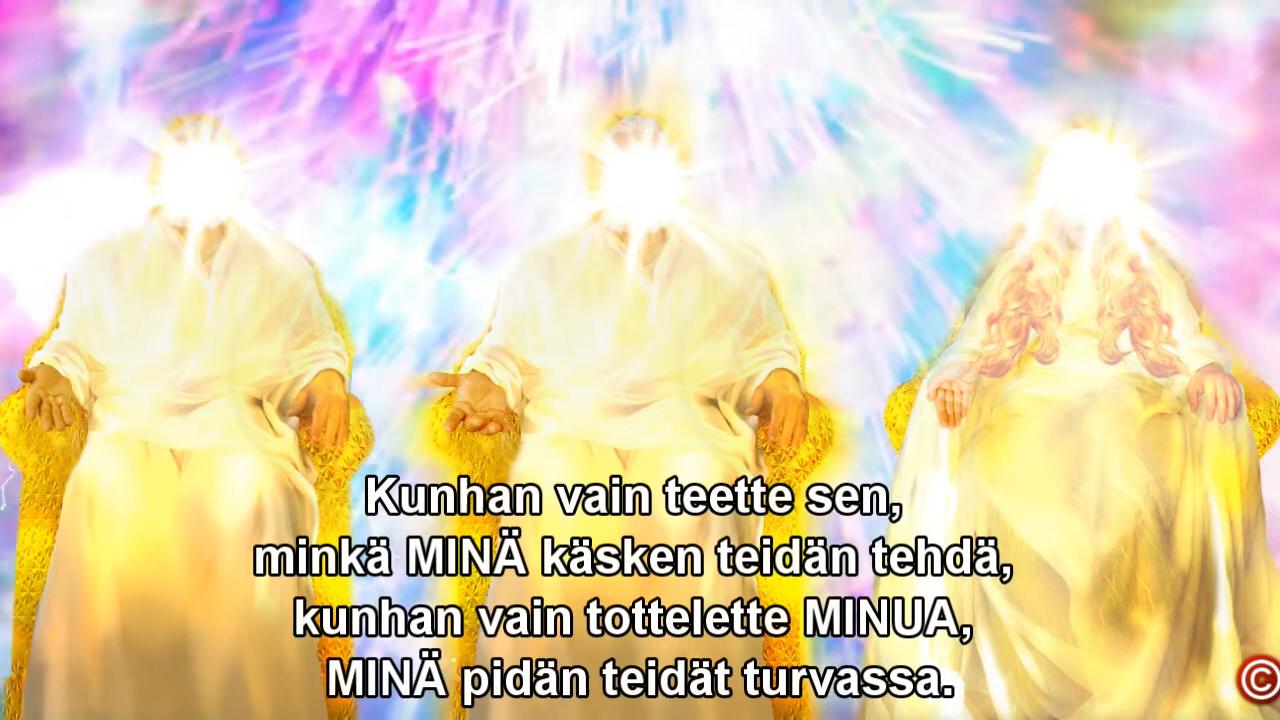 Kunhan vain teette sen,
minkä MINÄ käsken teidän tehdä,
kunhan vain tottelette MINUA,
MINÄ pidän teidät turvassa.
©